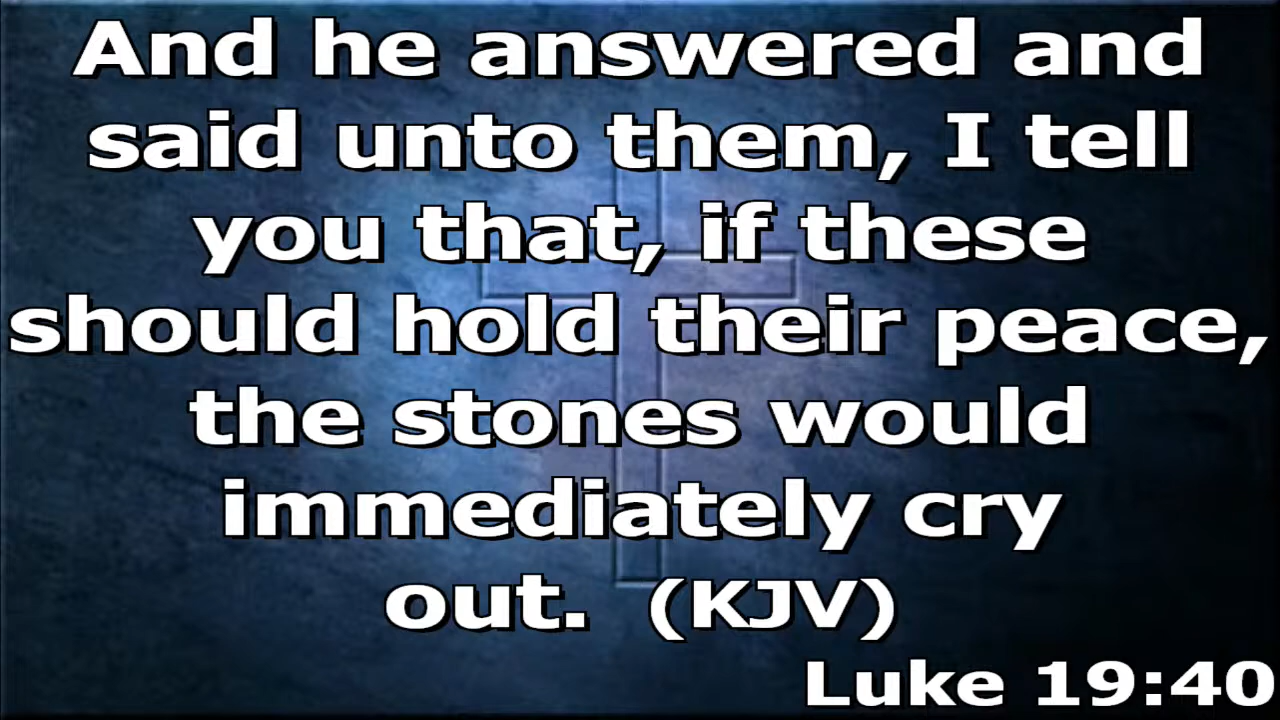 And he answered and
said unto them, I tell
you that, if these
should hold their peace,
the stones would
immediately cry
out. (KJV)
Luke 19:40